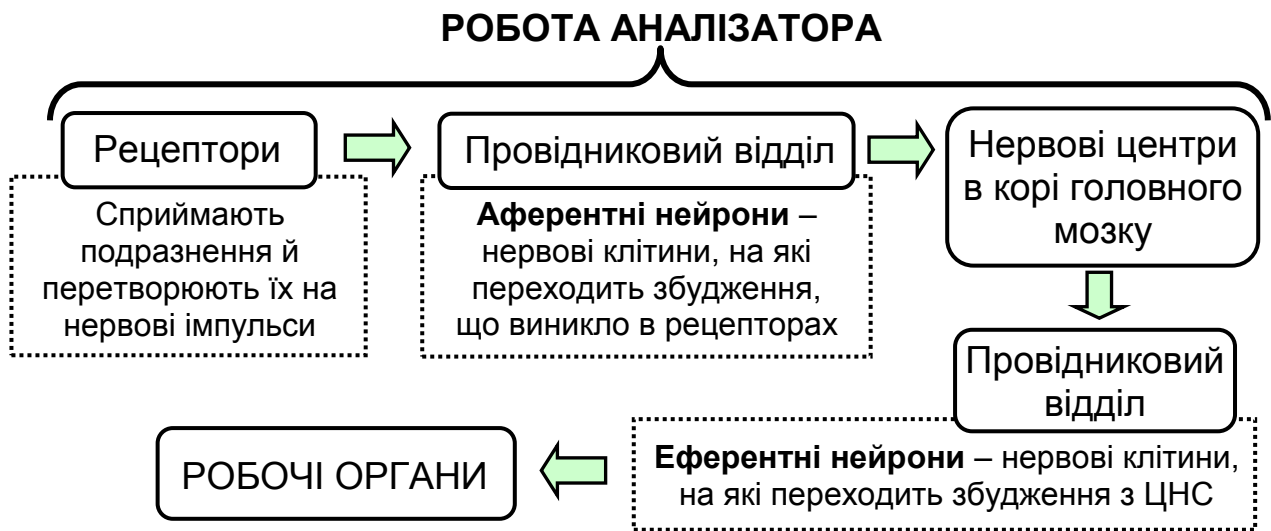 РОБОТА АНАЛІЗАТОРА
Рецептори
Сприймають
подразнення й
перетворюють їх на
нервові імпульси
Провідниковий відділ
Аферентні нейрони –
нервові клітини, на які
переходить збудження,
що виникло в рецепторах
Нервові центри
в корі головного
мозку
Провідниковий
відділ
Еферентні нейрони – нервові клітини,
на які переходить збудження з ЦНС
РОБОЧІ ОРГАНИ